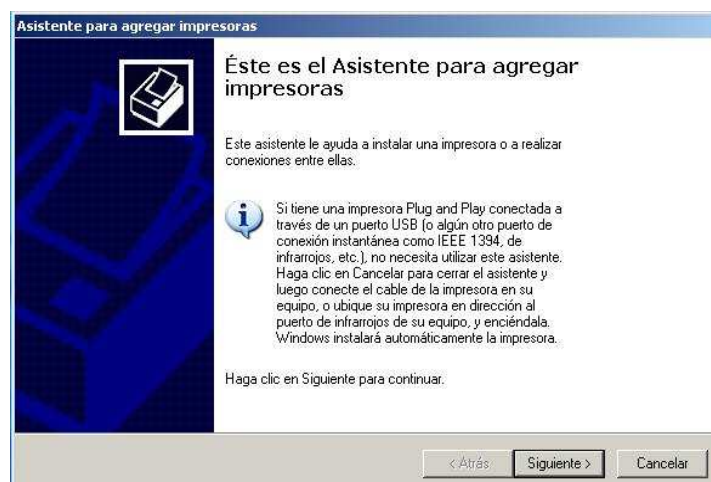 Asistente para agregar impresoras
Éste es el Asistente para agregar
impresoras
Este asistente le ayuda a instalar una impresora o a realizar
conexiones entre ellas.
Si tiene una impresora Plug and Play conectada a
través de un puerto USB (o algún otro puerto de
conexión instantánea como IEEE 1394, de
infrarrojos, etc.), no necesita utilizar este asistente.
Haga clic en Cancelar para cerrar el asistente y
luego conecte el cable de la impresora en su
equipo, o ubique su impresora en dirección al
puerto de infrarrojos de su equipo, y enciéndala.
Windows instalará automáticamente la impresora.
Haga clic en Siguiente para continuar.
< Atrás Siguiente > Cancelar